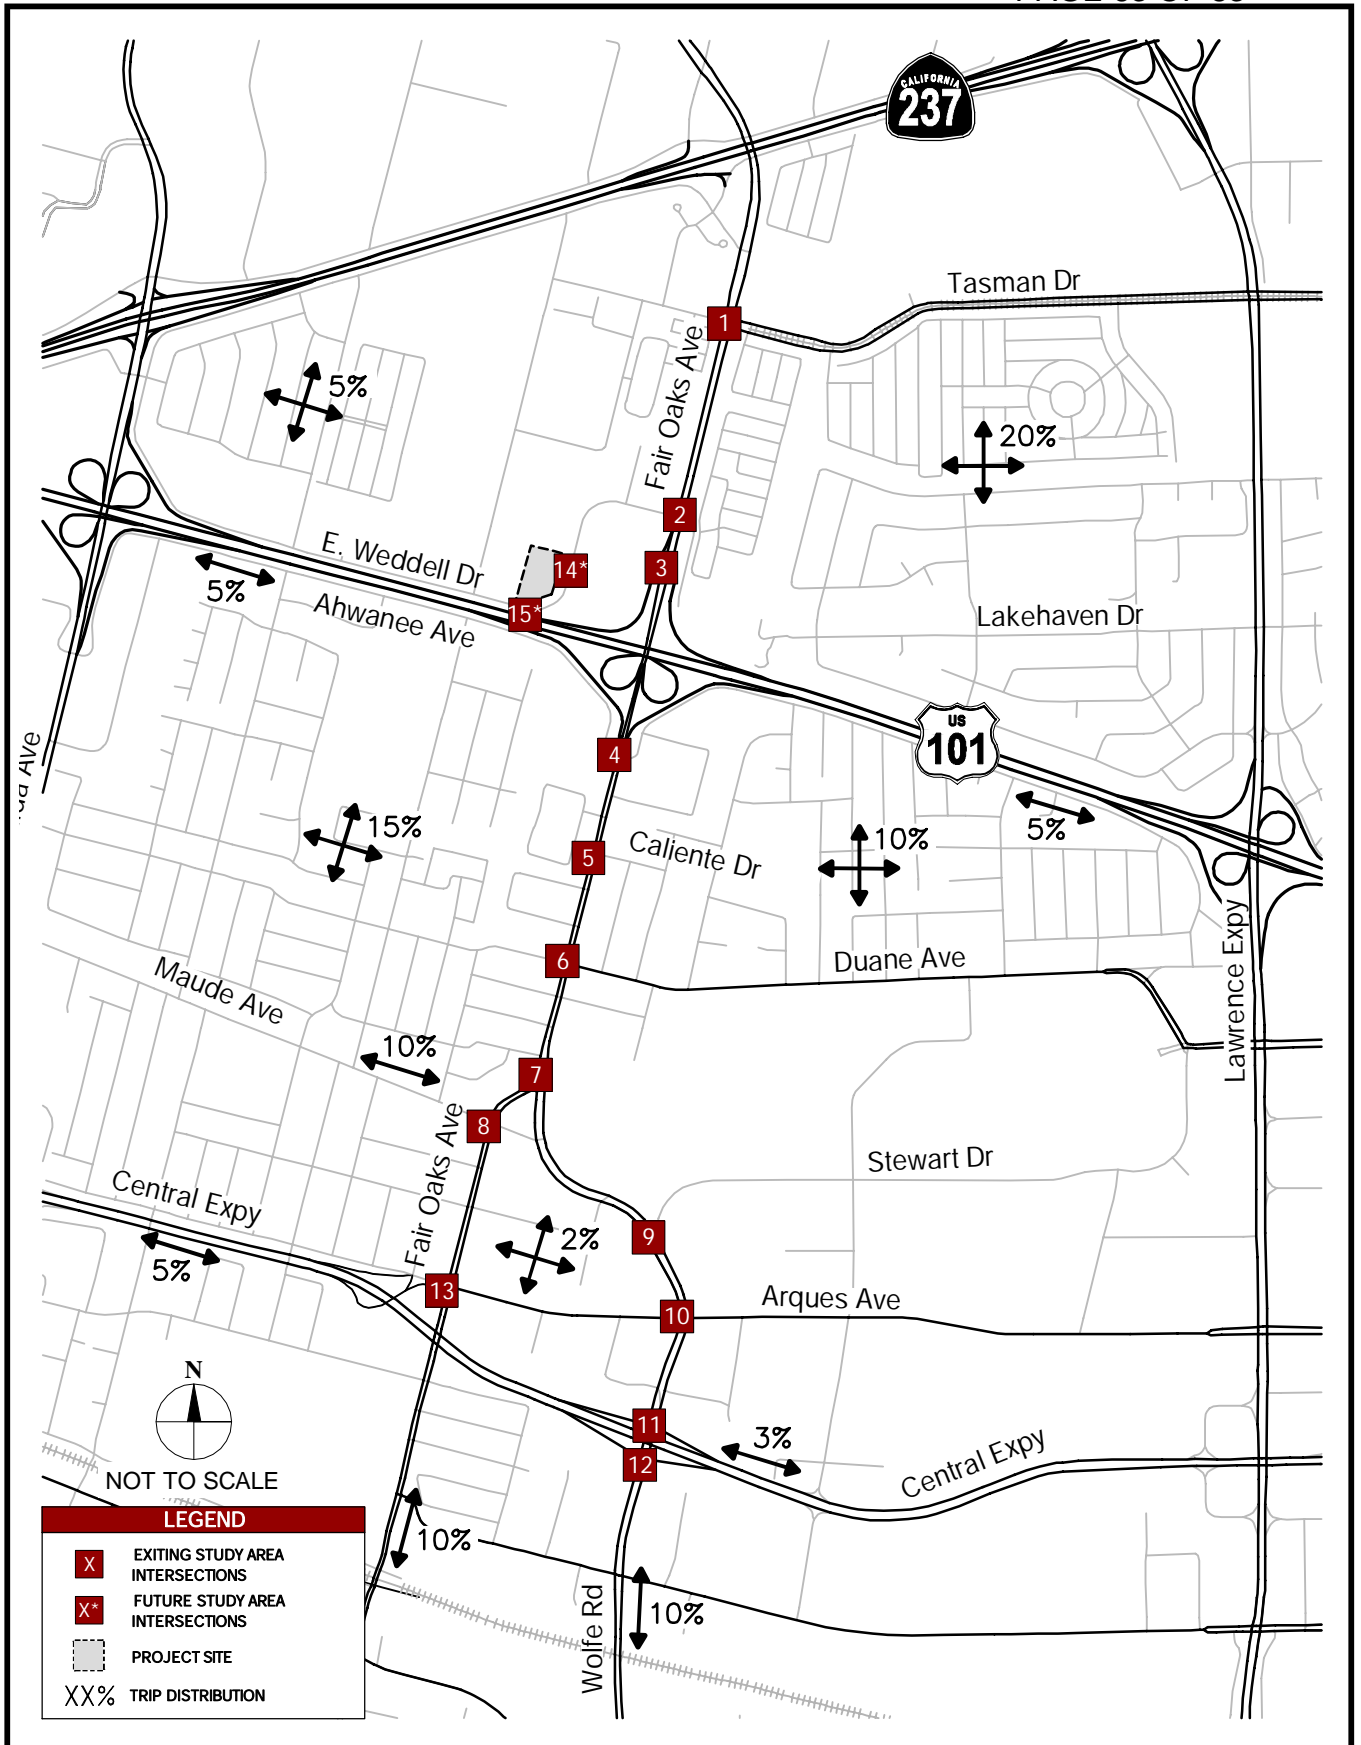 CALIFORNIA
237
Tasman Dr
1
Fair Oaks Ave
5%
20%
2
E. Weddell Dr
14*
3
5%
15*
Ahwanee Ave
Lakehaven Dr
US
101
4
Ave
15%
5
Caliente Dr
10%
5%
6
Duane Ave
Lawrence Expy
Maude Ave
10%
7
8
Fair Oaks Ave
Stewart Dr
Central Expy
2%
9
5%
13
Arques Ave
10
N
NOT TO SCALE
11
3%
12
Central Expy
10%
Wolfe Rd
10%
LEGEND
X EXITING STUDY AREA
INTERSECTIONS
X* FUTURE STUDY AREA
INTERSECTIONS
PROJECT SITE
XX% TRIP DISTRIBUTION